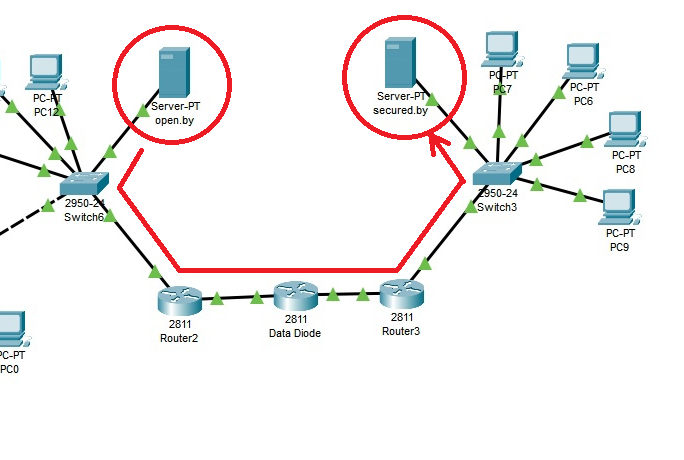 PC-PT
PC12
Server-PT
open.by
Server-PT
secured.by
PC-PT
PC7
PC-PT
PC6
PC-PT
PC8
PC-PT
PC9
2950-24
Switch6
2950-24
Switch3
2811
Router2
2811
Data Diode
2811
Router3
PC-PT
PC0